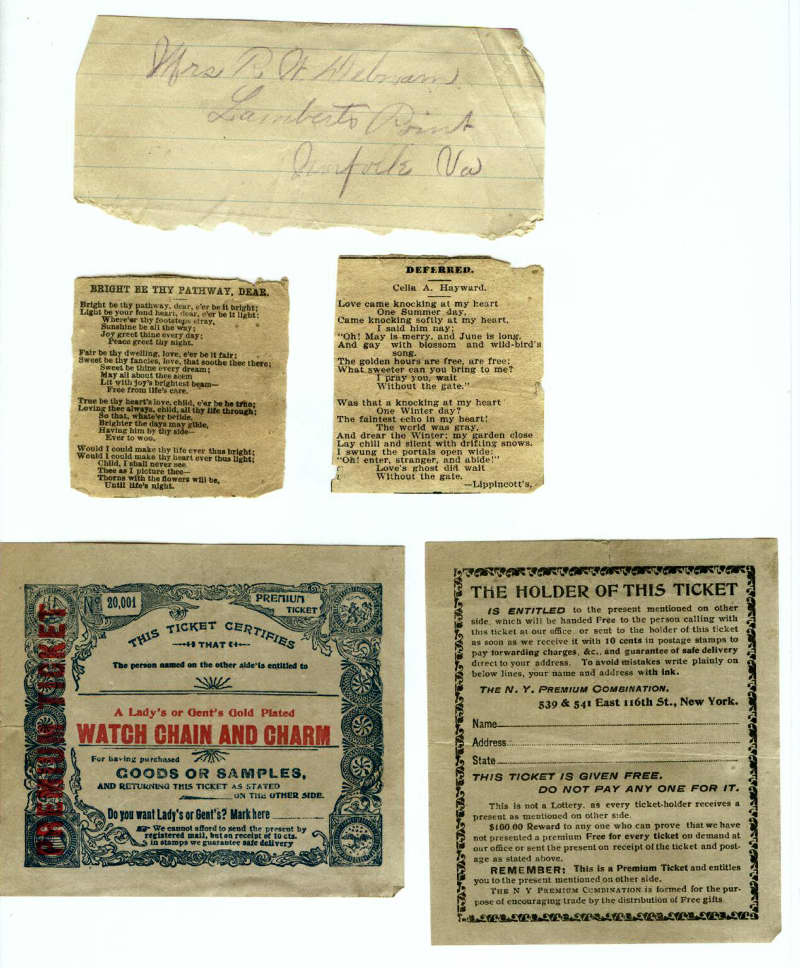 Mrs R. W. Debnam
Lamberts Point
Norfolk Va
BRIGHT BE THY PATHWAY, DEAR.
Bright be thy pathway, dear, e'er be it bright;
Light be your fond heart, dear, e'er be it light:
Where'er thy footsteps stray,
Sunshine be all the way;
Joy greet thine every day;
Peace greet thy night.
Fair be thy dwelling, love, e'er be it fair;
Sweet be thy fancies, love, that soothe thee there;
Sweet be thine every dream;
May all about thee seem
Lit with joy's brightest beam—
Free from life's care.
True be thy heart's love, child, e'er be he true;
Loving thee always, child, all thy life through;
So that, whate'er betide,
Brighter the days may glide,
Having him by thy side—
Ever to woo.
Would I could make thy life ever thus bright;
Would I could make thy heart ever thus light;
Child, I shall never see
Thee as I picture thee—
Thorns with the flowers will be,
Until life's night.
DEFERRED.
Celia A. Hayward.
Love came knocking at my heart
One Summer day,
Came knocking softly at my heart,
I said him nay;
"Oh! May is merry, and June is long,
And gay with blossom and wild-bird's
song.
The golden hours are free, are free;
What sweeter can you bring to me?
I pray you, wait
Without the gate."
Was that a knocking at my heart
One Winter day?
The faintest echo in my heart!
The world was gray,
And drear the Winter; my garden close
Lay chill and silent with drifting snows.
I swung the portals open wide:
"Oh! enter, stranger, and abide!"
Love's ghost did wait
Without the gate.
—Lippincott's.
PREMIUM TICKET
No 20,001
PREMIUM
TICKET
THIS TICKET CERTIFIES
THAT
The person named on the other side is entitled to
A Lady's or Gent's Gold Plated
WATCH CHAIN AND CHARM
For having purchased
GOODS OR SAMPLES,
AND RETURNING THIS TICKET AS STATED
ON THE OTHER SIDE.
Do you want Lady's or Gent's? Mark here
☞ We cannot afford to send the present by
registered mail, but on receipt of 10 cts.
in stamps we guarantee safe delivery
THE HOLDER OF THIS TICKET
IS ENTITLED to the present mentioned on other
side, which will be handed Free to the person calling with
this ticket at our office, or sent to the holder of this ticket
as soon as we receive it with 10 cents in postage stamps to
pay forwarding charges, &c., and guarantee of safe delivery
direct to your address. To avoid mistakes write plainly on
below lines, your name and address with ink.
THE N. Y. PREMIUM COMBINATION.
539 & 541 East 116th St., New York.
Name
Address
State
THIS TICKET IS GIVEN FREE.
DO NOT PAY ANY ONE FOR IT.
This is not a Lottery, as every ticket-holder receives a
present as mentioned on other side.
$100.00 Reward to any one who can prove that we have
not presented a premium Free for every ticket on demand at
our office or sent the present on receipt of the ticket and post-
age as stated above.
REMEMBER: This is a Premium Ticket and entitles
you to the present mentioned on other side.
THE N Y PREMIUM COMBINATION is formed for the pur-
pose of encouraging trade by the distribution of Free gifts.